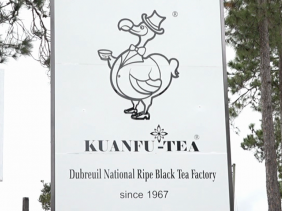 ®
KUANFU-TEA®
Dubreuil National Ripe Black Tea Factory
since 1967